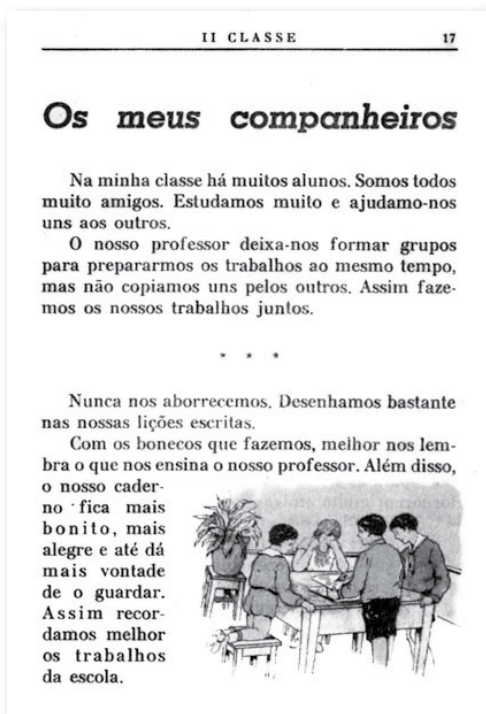 II CLASSE 17
Os meus companheiros
Na minha classe há muitos alunos. Somos todos
muito amigos. Estudamos muito e ajudamo-nos
uns aos outros.
O nosso professor deixa-nos formar grupos
para prepararmos os trabalhos ao mesmo tempo,
mas não copiamos uns pelos outros. Assim faze-
mos os nossos trabalhos juntos.
* * *
Nunca nos aborrecemos. Desenhamos bastante
nas nossas lições escritas.
Com os bonecos que fazemos, melhor nos lem-
bra o que nos ensina o nosso professor. Além disso,
o nosso cader-
no fica mais
bonito, mais
alegre e até dá
mais vontade
de o guardar.
Assim recor-
damos melhor
os trabalhos
da escola.